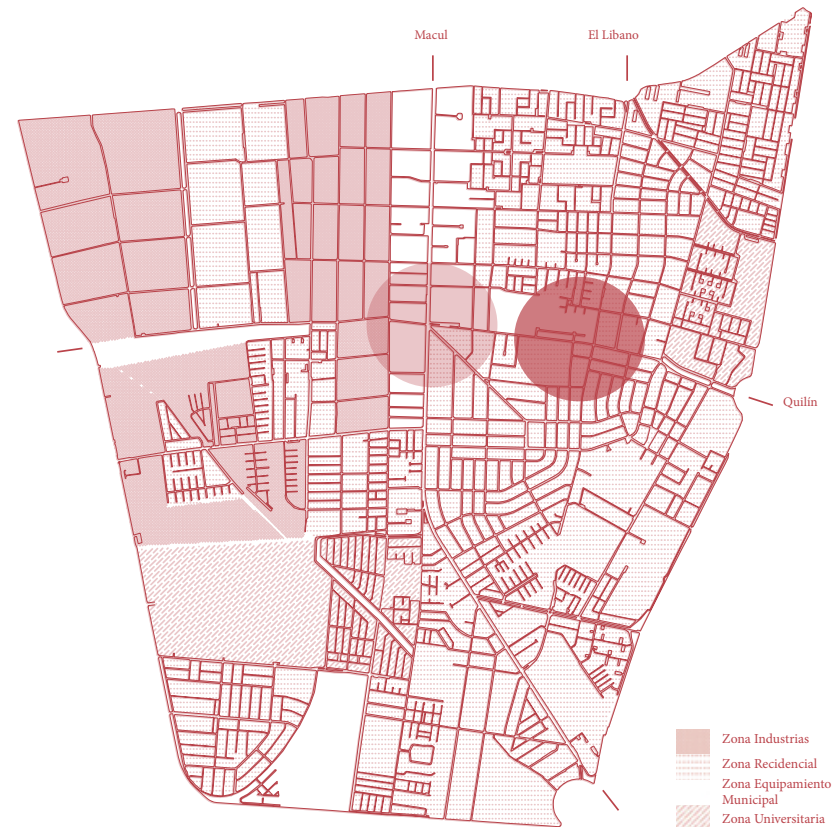 Macul
El Libano
Quilín
Zona Industrias
Zona Recidencial
Zona Equipamiento
Municipal
Zona Universitaria